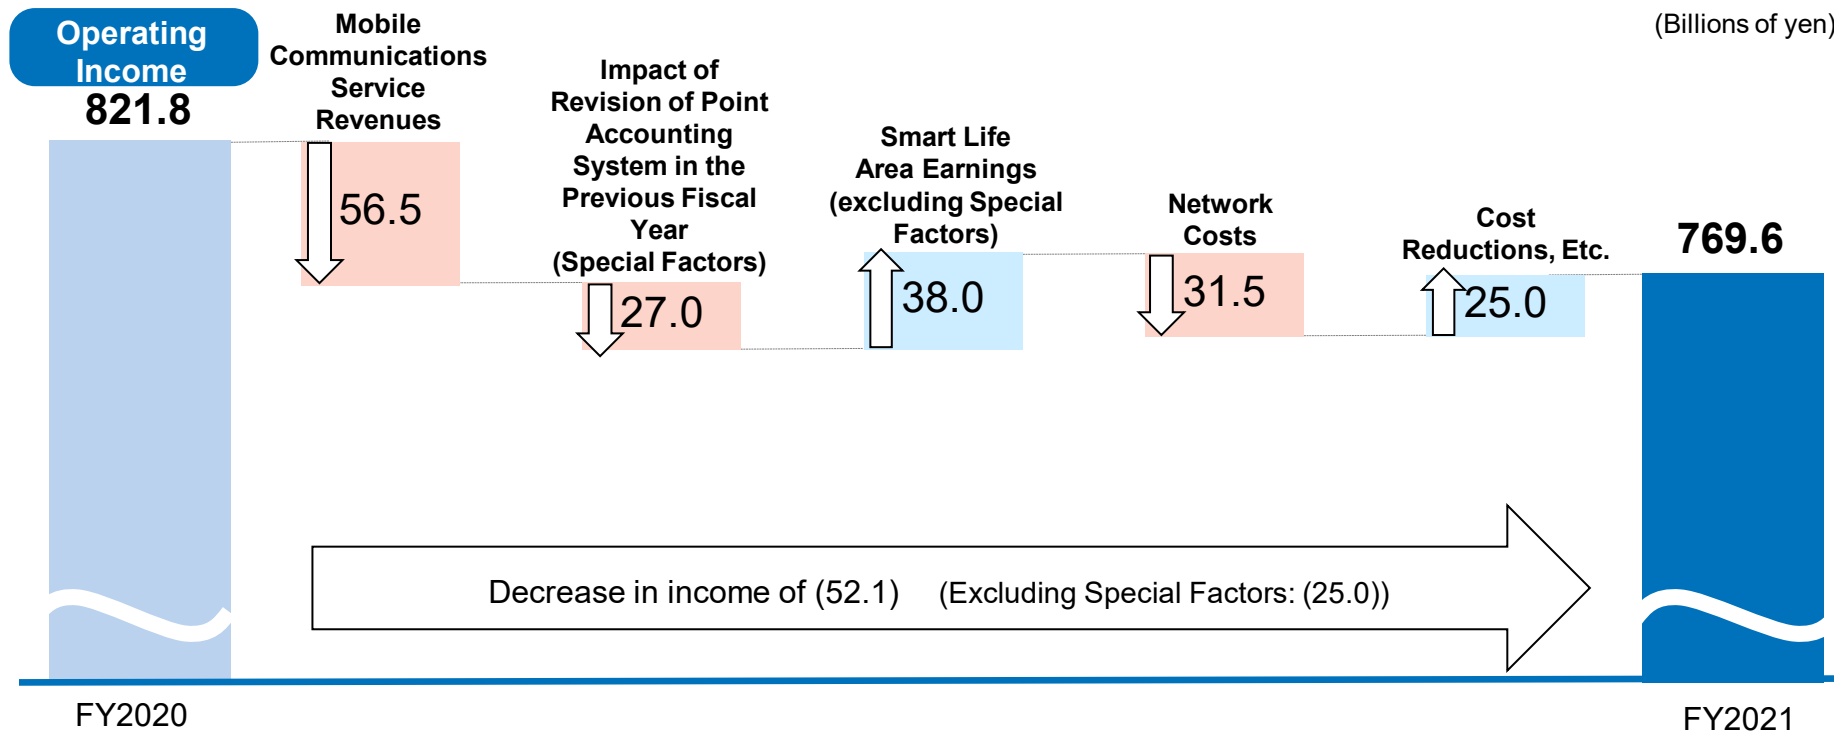 Operating
Income
821.8
Mobile
Communications
Service
Revenues
56.5
Impact of
Revision of Point
Accounting
System in the
Previous Fiscal
Year
(Special Factors)
27.0
Smart Life
Area Earnings
(excluding Special
Factors)
38.0
Network
Costs
31.5
Cost
Reductions, Etc.
25.0
(Billions of yen)
769.6
Decrease in income of (52.1) (Excluding Special Factors: (25.0))
FY2020
FY2021